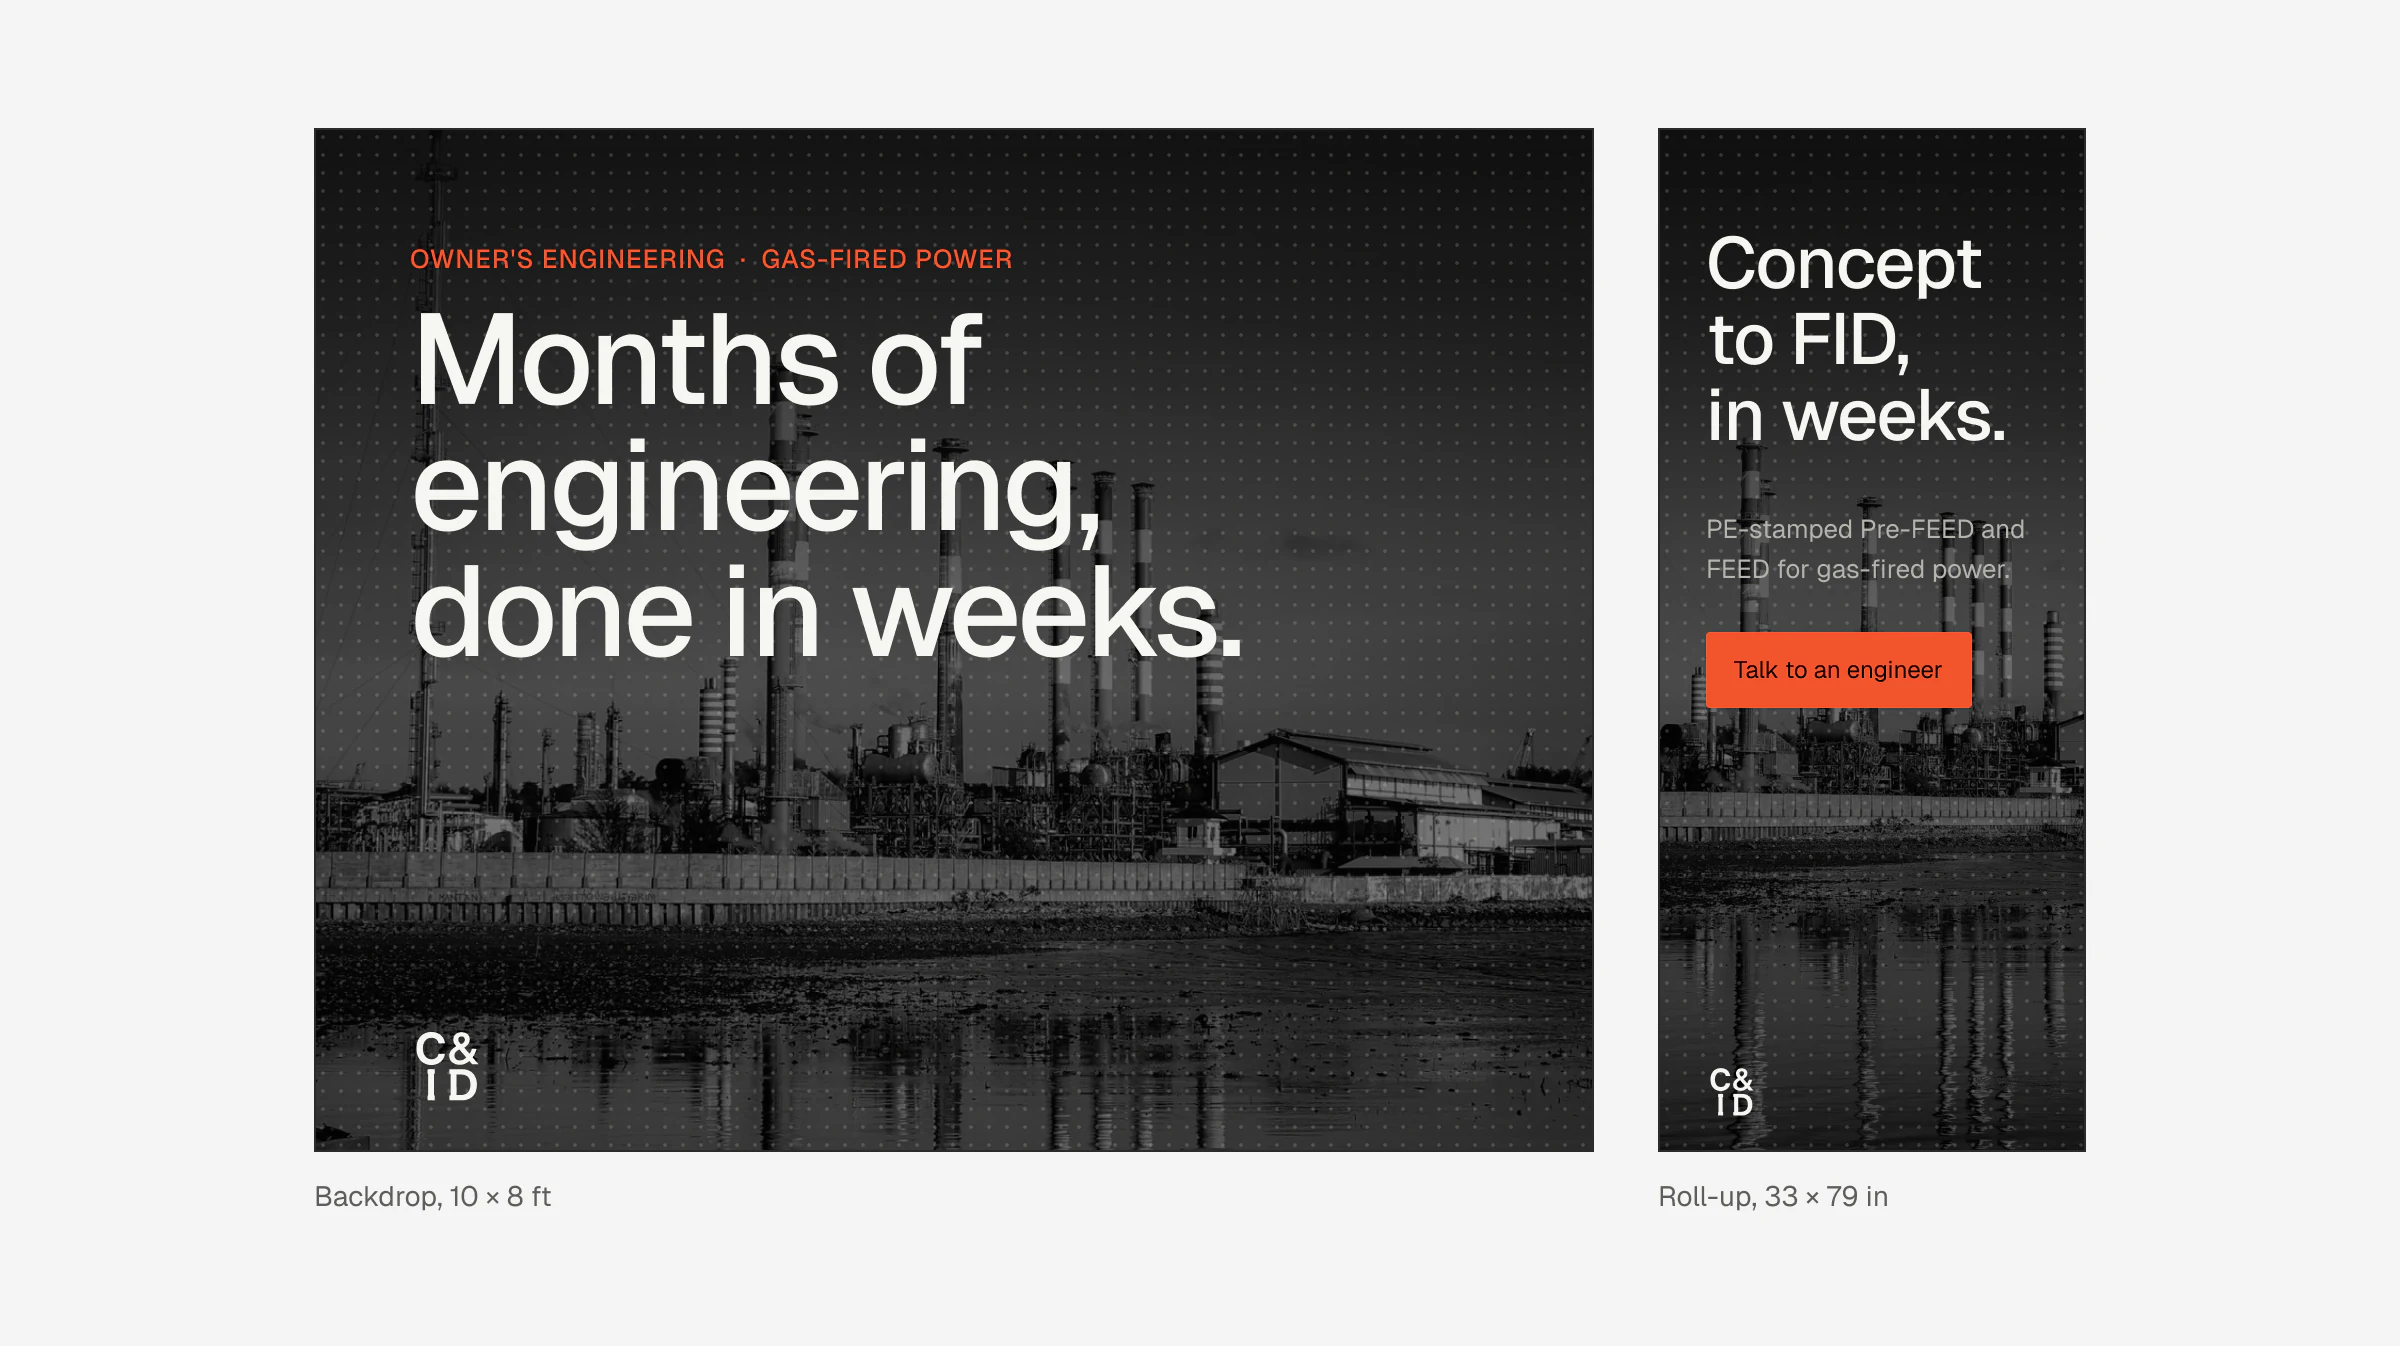 OWNER'S ENGINEERING · GAS-FIRED POWER
Months of
engineering,
done in weeks.
C&
ID
Backdrop, 10 × 8 ft
Concept
to FID,
in weeks.
PE-stamped Pre-FEED and
FEED for gas-fired power.
Talk to an engineer
C&
ID
Roll-up, 33 × 79 in